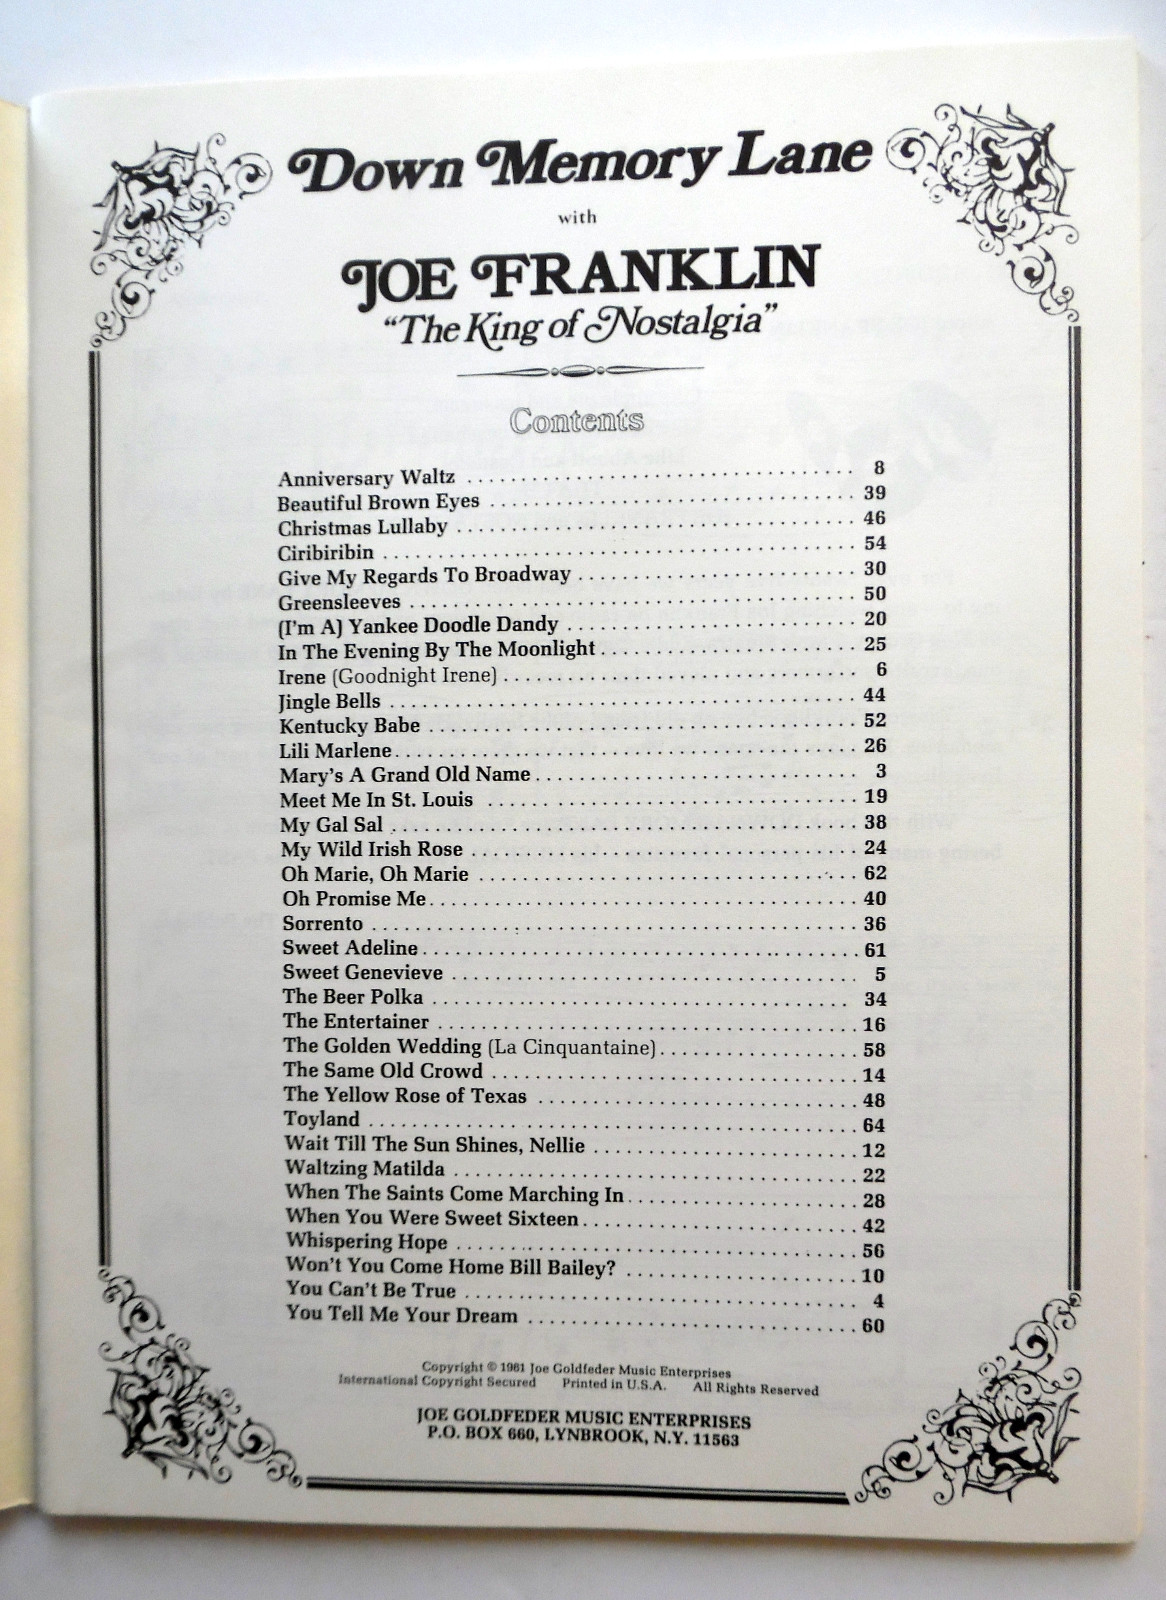 Down Memory Lane
with
JOE FRANKLIN
“The King of Nostalgia”
Contents
Anniversary Waltz . . . . . . . . . . . . . . . . . . . . 8
Beautiful Brown Eyes . . . . . . . . . . . . . . . . . . . . 39
Christmas Lullaby . . . . . . . . . . . . . . . . . . . . 46
Ciribiribin . . . . . . . . . . . . . . . . . . . . 54
Give My Regards To Broadway . . . . . . . . . . . . . . . . . . . . 30
Greensleeves . . . . . . . . . . . . . . . . . . . . 50
(I'm A) Yankee Doodle Dandy . . . . . . . . . . . . . . . . . . . . 20
In The Evening By The Moonlight . . . . . . . . . . . . . . . . . . . . 25
Irene (Goodnight Irene) . . . . . . . . . . . . . . . . . . . . 6
Jingle Bells . . . . . . . . . . . . . . . . . . . . 44
Kentucky Babe . . . . . . . . . . . . . . . . . . . . 52
Lili Marlene . . . . . . . . . . . . . . . . . . . . 26
Mary's A Grand Old Name . . . . . . . . . . . . . . . . . . . . 3
Meet Me In St. Louis . . . . . . . . . . . . . . . . . . . . 19
My Gal Sal . . . . . . . . . . . . . . . . . . . . 38
My Wild Irish Rose . . . . . . . . . . . . . . . . . . . . 24
Oh Marie, Oh Marie . . . . . . . . . . . . . . . . . . . . 62
Oh Promise Me . . . . . . . . . . . . . . . . . . . . 40
Sorrento . . . . . . . . . . . . . . . . . . . . 36
Sweet Adeline . . . . . . . . . . . . . . . . . . . . 61
Sweet Genevieve . . . . . . . . . . . . . . . . . . . . 5
The Beer Polka . . . . . . . . . . . . . . . . . . . . 34
The Entertainer . . . . . . . . . . . . . . . . . . . . 16
The Golden Wedding (La Cinquantaine) . . . . . . . . . . . . . . . . . . . . 58
The Same Old Crowd . . . . . . . . . . . . . . . . . . . . 14
The Yellow Rose of Texas . . . . . . . . . . . . . . . . . . . . 48
Toyland . . . . . . . . . . . . . . . . . . . . 64
Wait Till The Sun Shines, Nellie . . . . . . . . . . . . . . . . . . . . 12
Waltzing Matilda . . . . . . . . . . . . . . . . . . . . 22
When The Saints Come Marching In . . . . . . . . . . . . . . . . . . . . 28
When You Were Sweet Sixteen . . . . . . . . . . . . . . . . . . . . 42
Whispering Hope . . . . . . . . . . . . . . . . . . . . 56
Won't You Come Home Bill Bailey? . . . . . . . . . . . . . . . . . . . . 10
You Can't Be True . . . . . . . . . . . . . . . . . . . . 4
You Tell Me Your Dream . . . . . . . . . . . . . . . . . . . . 60
Copyright © 1981 Joe Goldfeder Music Enterprises
International Copyright Secured Printed in U.S.A. All Rights Reserved
JOE GOLDFEDER MUSIC ENTERPRISES
P.O. BOX 660, LYNBROOK, N.Y. 11563